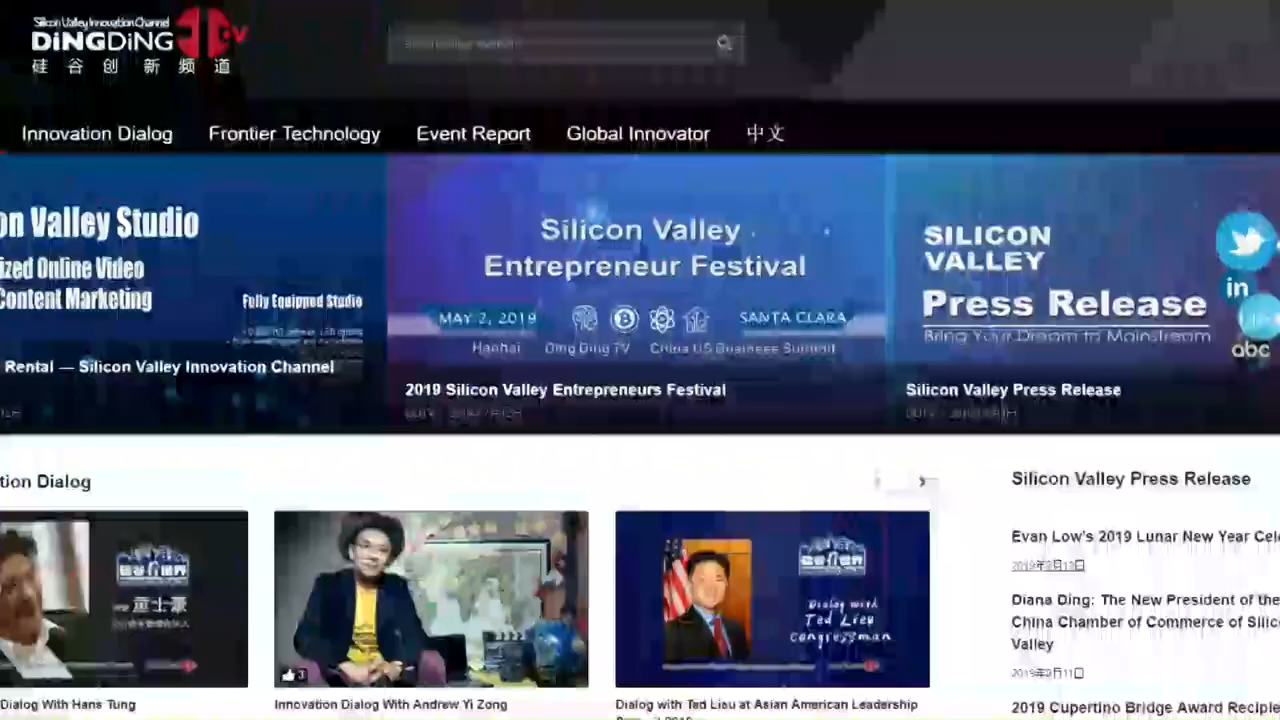 Silicon Valley Innovation Channel
DiNGDiNG TV
硅谷创新频道
Innovation Dialog
Frontier Technology
Event Report
Global Innovator
中文
on Valley Studio
ized Online Video
Content Marketing
Fully Equipped Studio
Rental — Silicon Valley Innovation Channel
Silicon Valley
Entrepreneur Festival
MAY 2, 2019
SANTA CLARA
Hanhai
Ding Ding TV
China US Business Summit
2019 Silicon Valley Entrepreneurs Festival
SILICON
VALLEY
Press Release
Bring Your Dream to Mainstream
in
abc
Silicon Valley Press Release
tion Dialog
3
Dialog with
Ted Lieu
Congressman
Dialog With Hans Tung
Innovation Dialog With Andrew Yi Zong
Dialog with Ted Lieu at Asian American Leadership
Silicon Valley Press Release
Evan Low's 2019 Lunar New Year Cel
Diana Ding: The New President of the
China Chamber of Commerce of Silic
Valley
2019 Cupertino Bridge Award Recipie